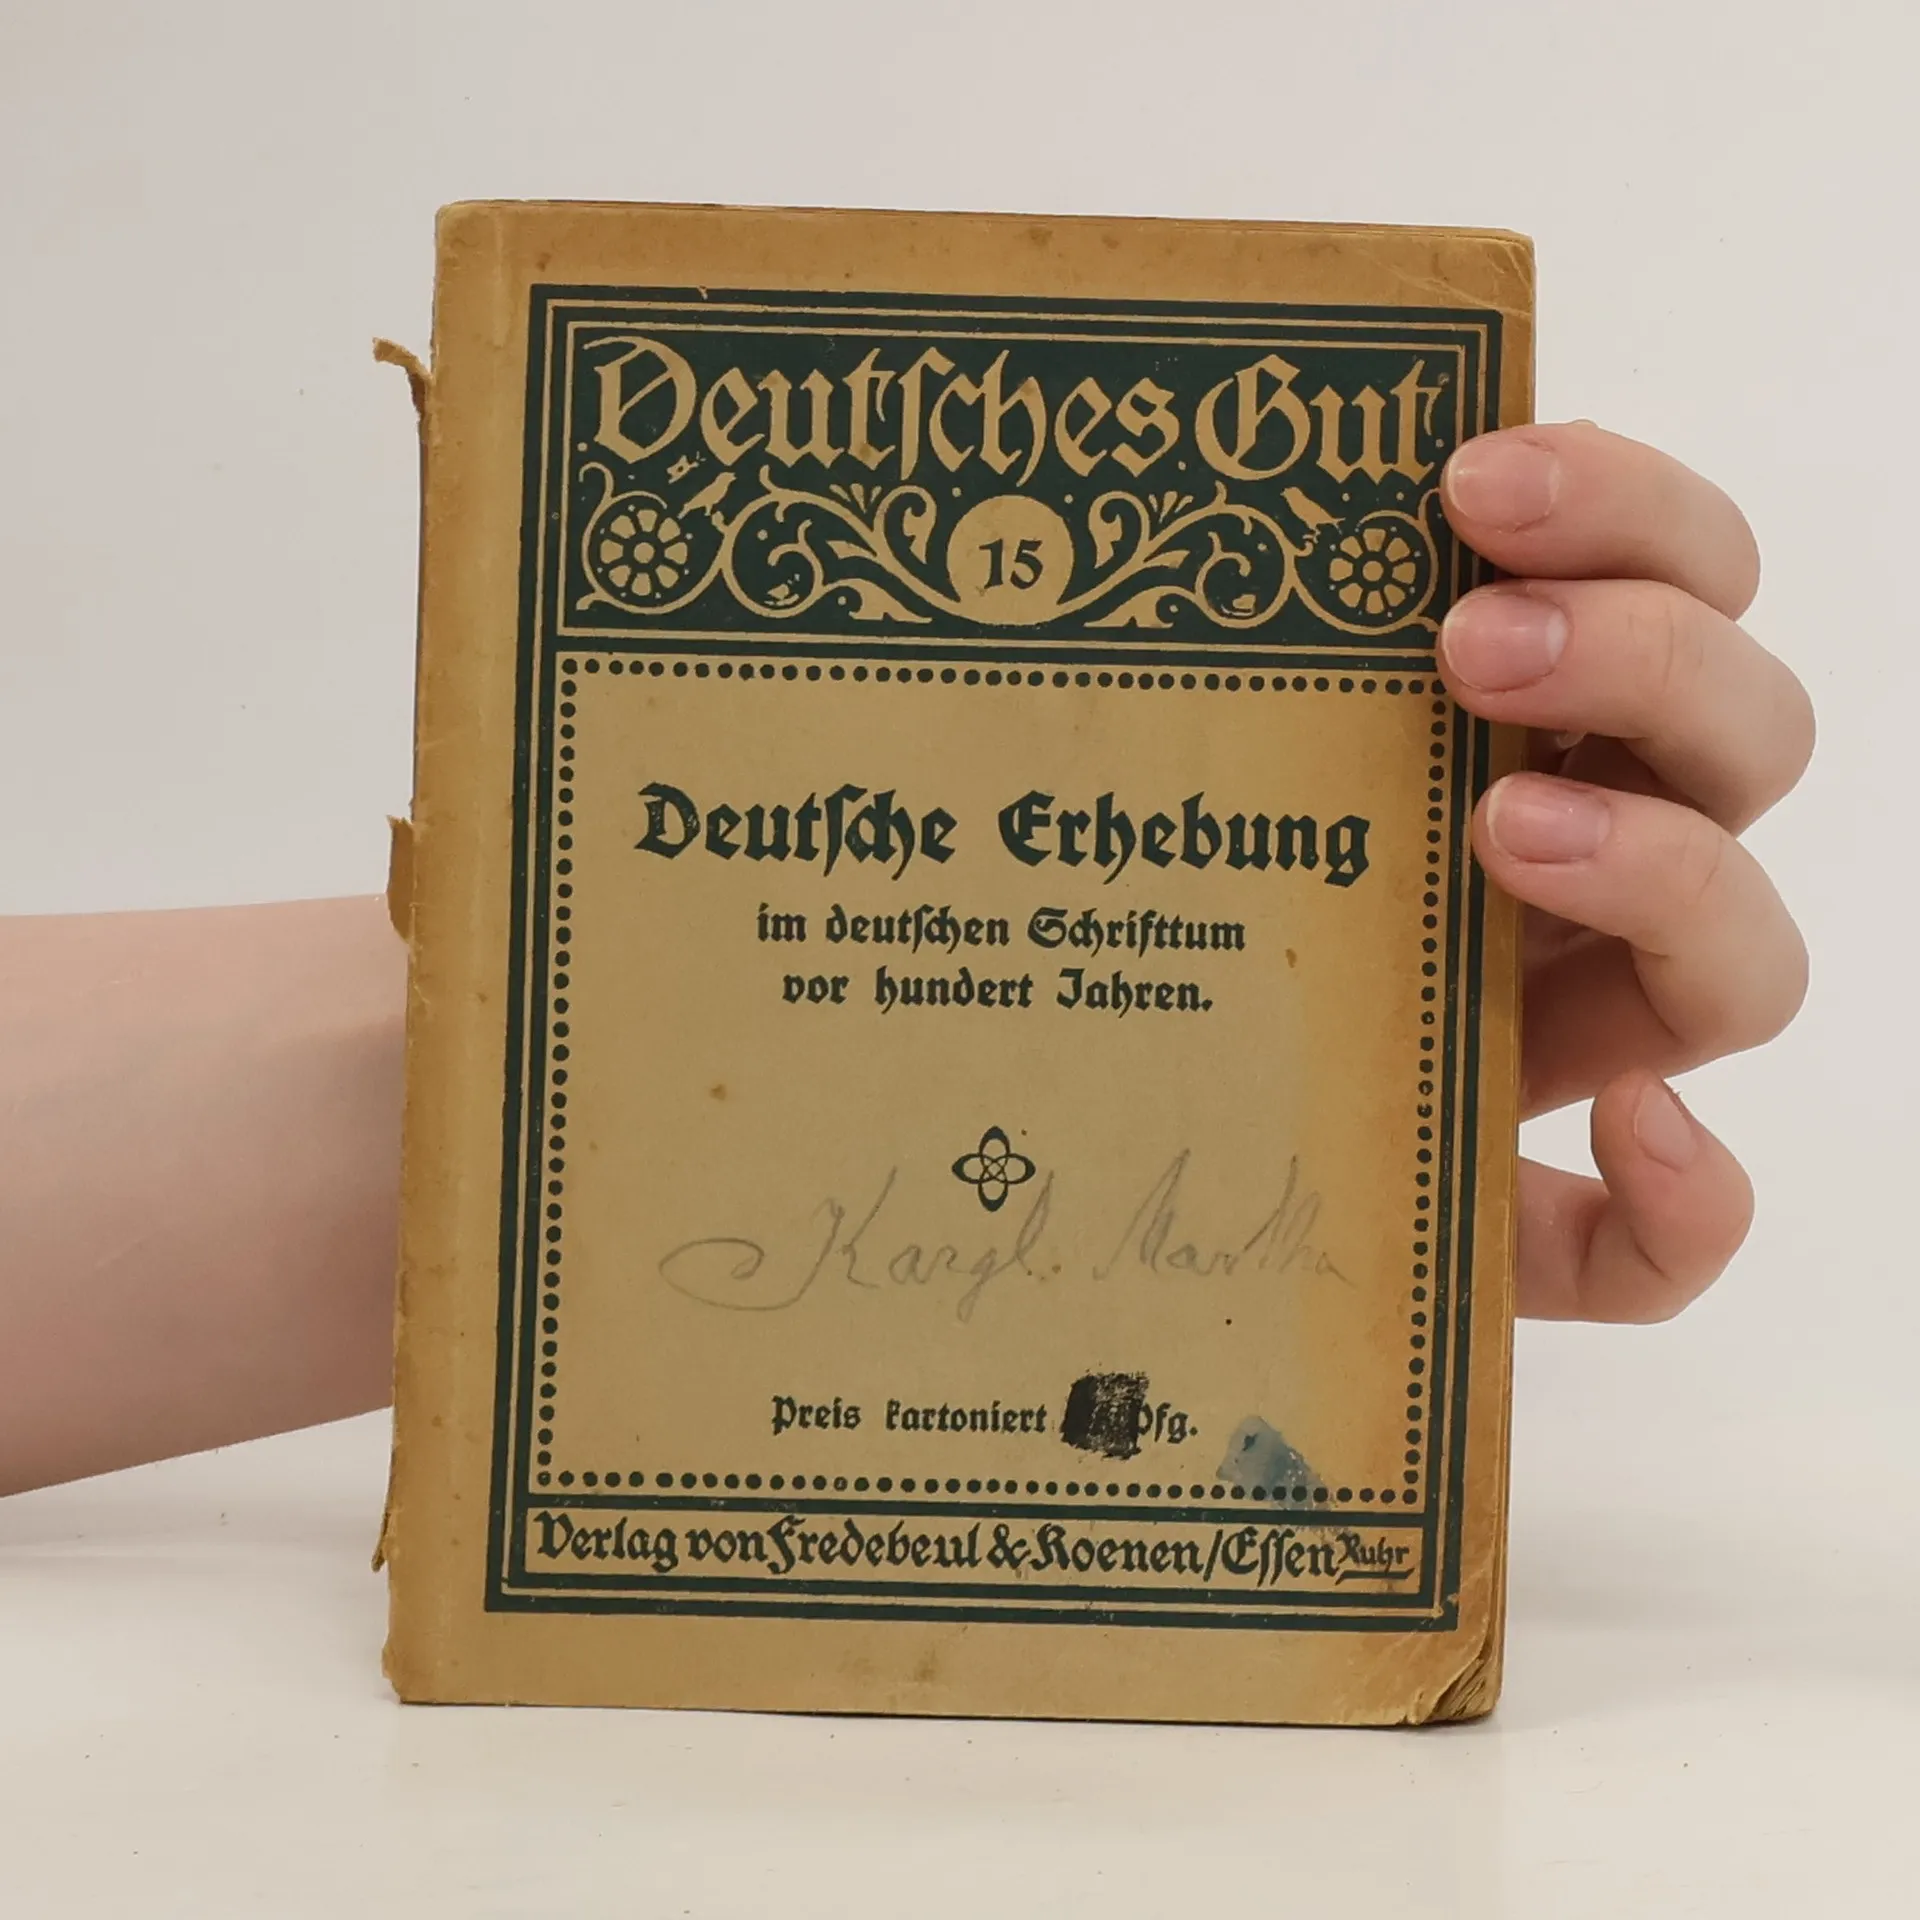 Deutsches Gut
15
Deutsche Erhebung
im deutschen Schrifttum
vor hundert Jahren.
Kargl. Martha
Preis kartoniert Pfg.
Verlag von Fredebeul & Koenen/Essen Ruhr